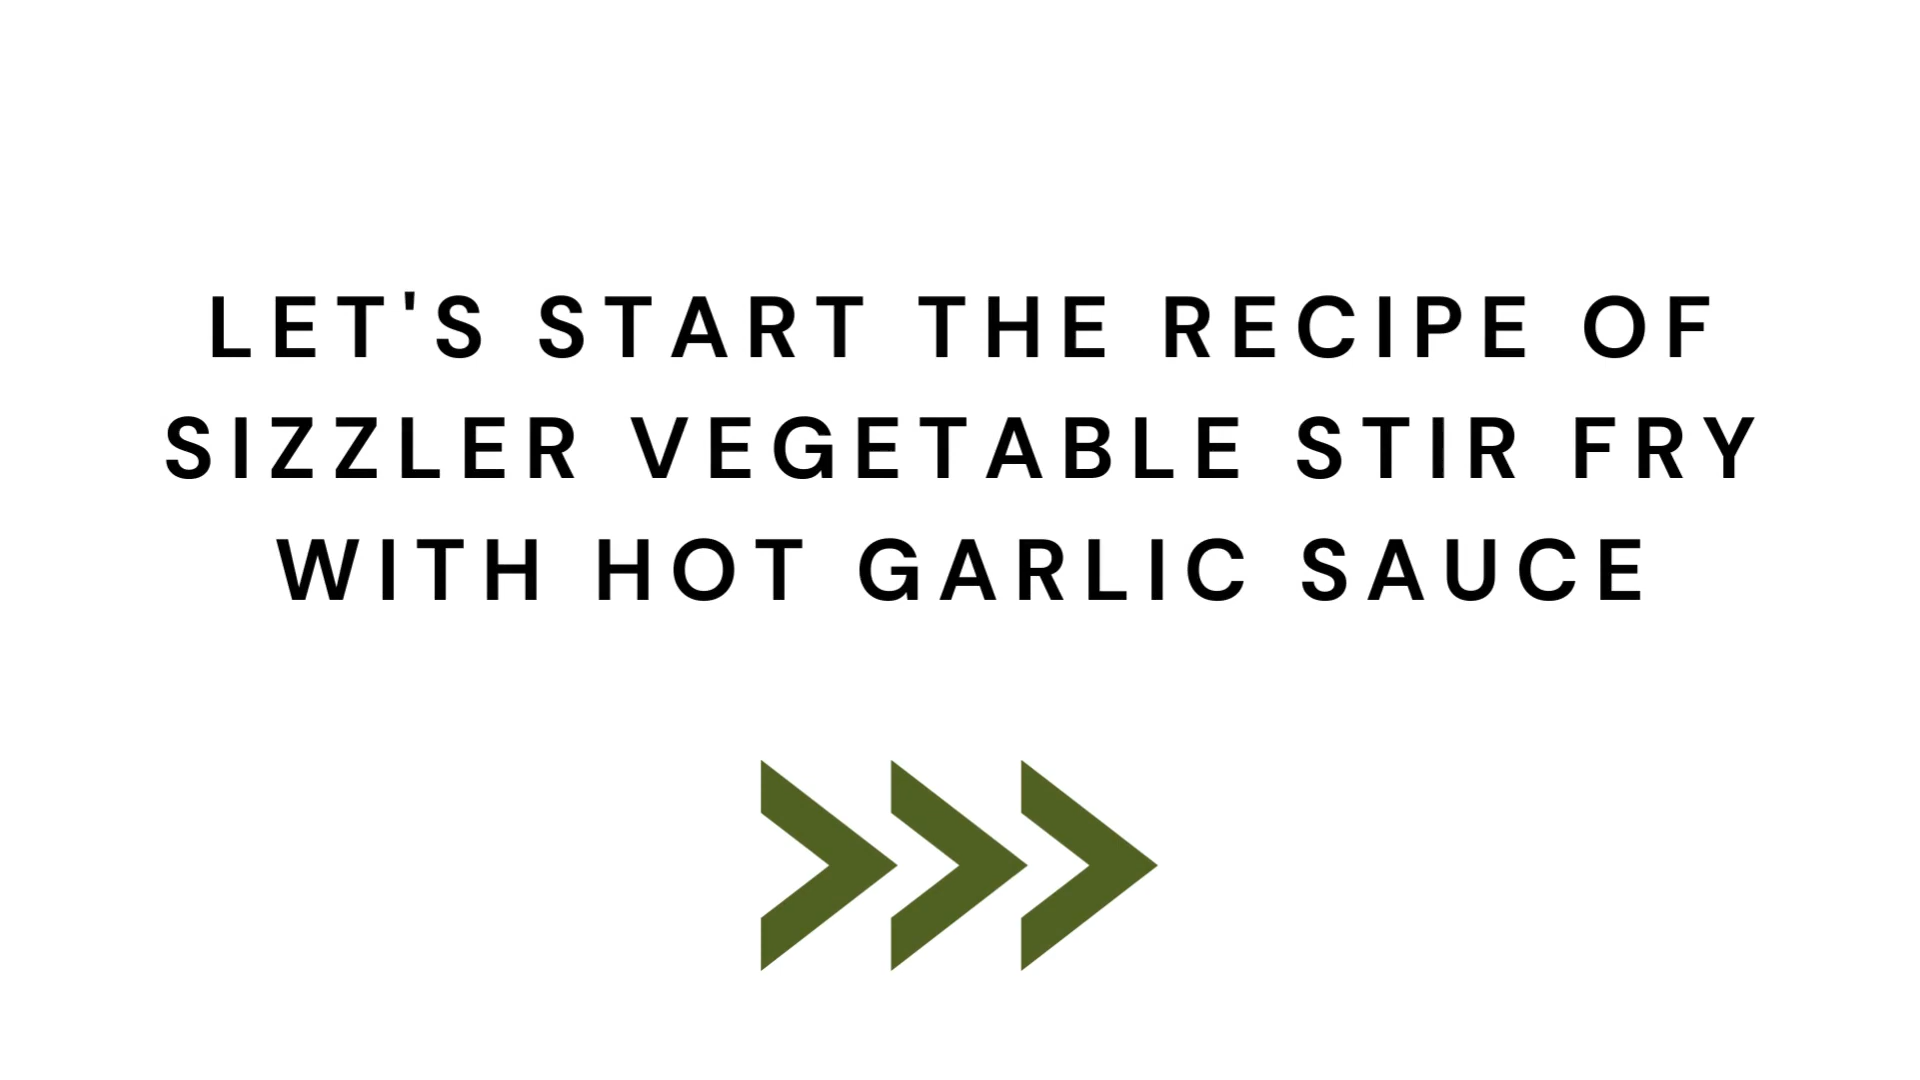 LET'S START THE RECIPE OF
SIZZLER VEGETABLE STIR FRY
WITH HOT GARLIC SAUCE